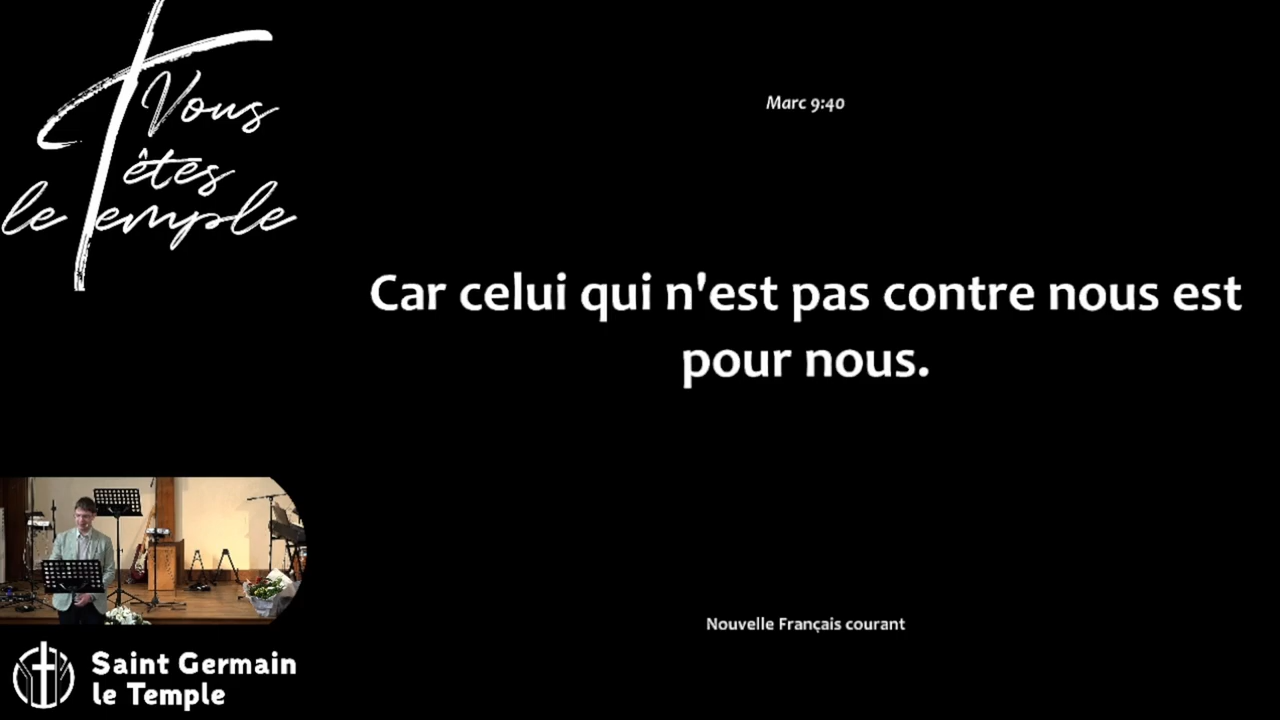 Vous
êtes
le Temple
Marc 9:40
Car celui qui n'est pas contre nous est
pour nous.
Nouvelle Français courant
Saint Germain
le Temple